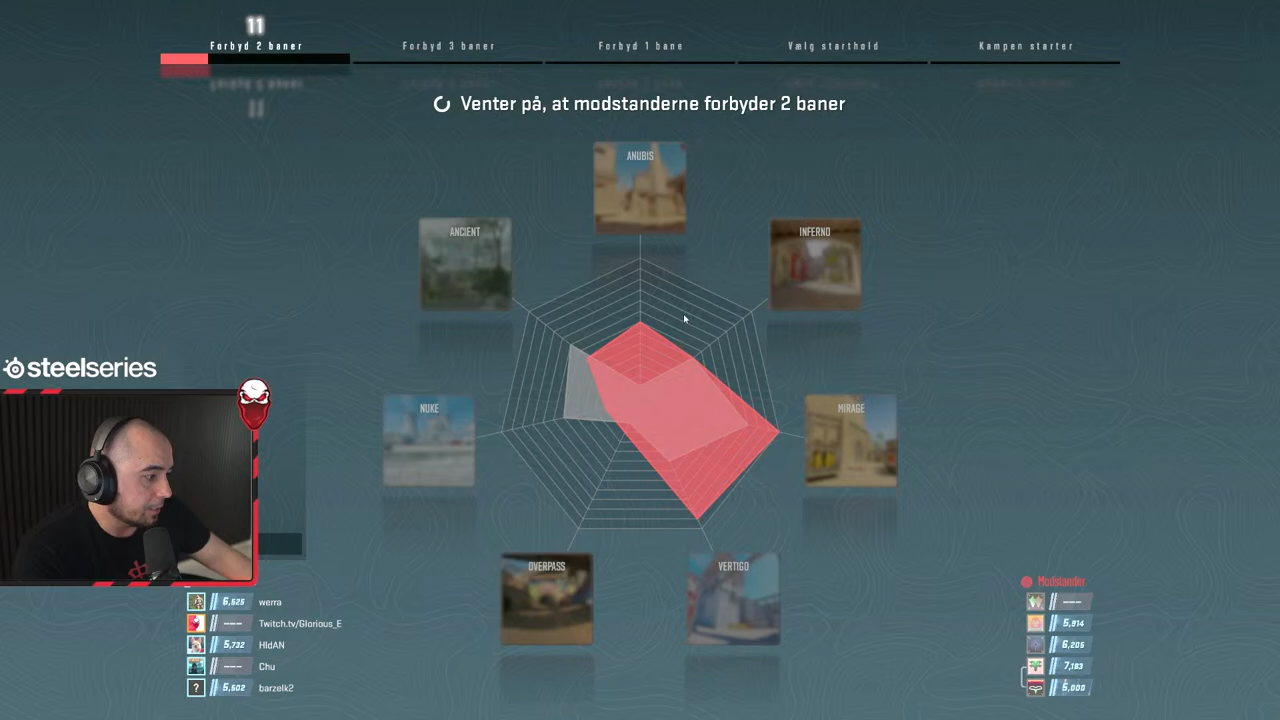 11
Forbyd 2 baner
Forbyd 3 baner
Forbyd 1 bane
Vælg starthold
Kampen starter
Venter på, at modstanderne forbyder 2 baner
ANUBIS
ANCIENT
INFERNO
NUKE
MIRAGE
OVERPASS
VERTIGO
steelseries
6,525 werra
--- Twitch.tv/Glorious_E
5,732 HIdAN
--- Chu
? 5,502 barzelk2
Modstander
---
5,914
6,205
7,183
5,000